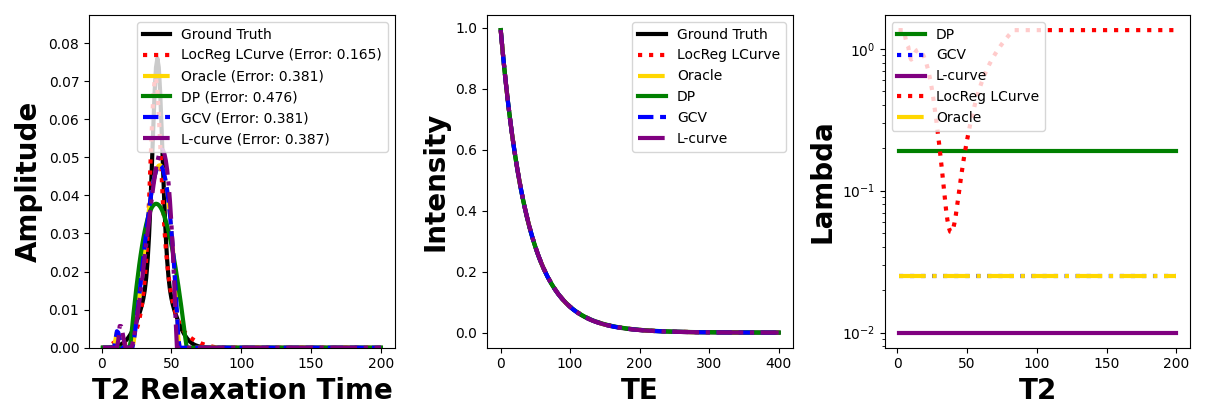 Amplitude
0.08
0.07
0.06
0.05
0.04
0.03
0.02
0.01
0.00
Ground Truth
LocReg LCurve (Error: 0.165)
Oracle (Error: 0.381)
DP (Error: 0.476)
GCV (Error: 0.381)
L-curve (Error: 0.387)
0 50 100 150 200
T2 Relaxation Time
Intensity
1.0
0.8
0.6
0.4
0.2
0.0
Ground Truth
LocReg LCurve
Oracle
DP
GCV
L-curve
0 100 200 300 400
TE
Lambda
10⁰
10⁻¹
10⁻²
DP
GCV
L-curve
LocReg LCurve
Oracle
0 50 100 150 200
T2